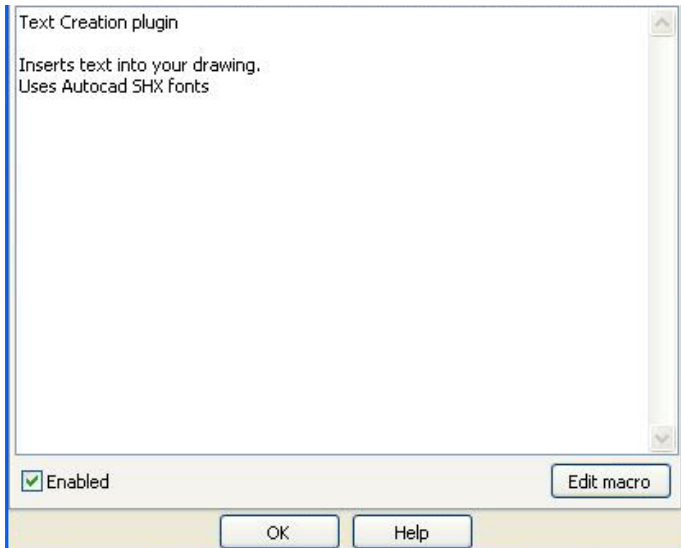 Text Creation plugin
Inserts text into your drawing.
Uses Autocad SHX fonts
Enabled
Edit macro
OK
Help